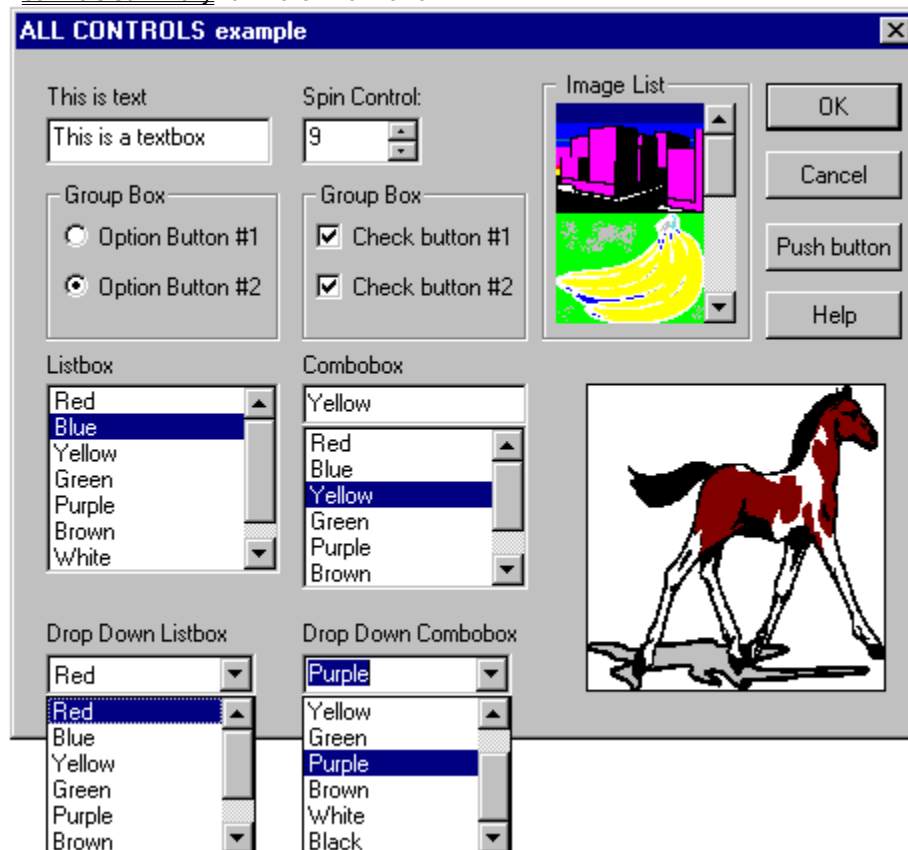 ALL CONTROLS example
This is text
This is a textbox
Spin Control:
9
Image List
OK
Cancel
Push button
Help
Group Box
Option Button #1
Option Button #2
Group Box
Check button #1
Check button #2
Listbox
Red
Blue
Yellow
Green
Purple
Brown
White
Combobox
Yellow
Red
Blue
Yellow
Green
Purple
Brown
Drop Down Listbox
Red
Red
Blue
Yellow
Green
Purple
Brown
Drop Down Combobox
Purple
Yellow
Green
Purple
Brown
White
Black